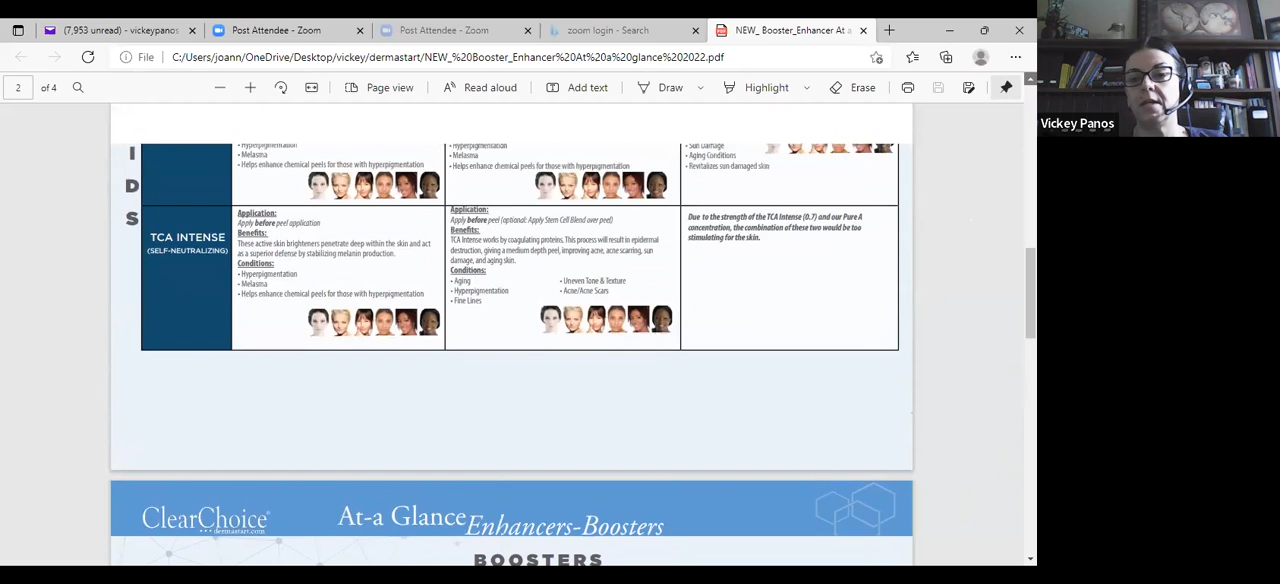 (7,953 unread) - vickeypanos
Post Attendee - Zoom
Post Attendee - Zoom
zoom login - Search
NEW_ Booster_Enhancer At a
File
C:/Users/joann/OneDrive/Desktop/vickey/dermastart/NEW_%20Booster_Enhancer%20At%20a%20glance%202022.pdf
2 of 4
Page view
Read aloud
Add text
Draw
Highlight
Erase
Vickey Panos
I
D
S
• Hyperpigmentation
• Melasma
• Helps enhance chemical peels for those with hyperpigmentation
• Hyperpigmentation
• Melasma
• Helps enhance chemical peels for those with hyperpigmentation
• Sun Damage
• Aging Conditions
• Revitalizes sun-damaged skin
TCA INTENSE
(SELF-NEUTRALIZING)
Application:
Apply before peel application
Benefits:
These active skin brighteners penetrate deep within the skin and act
as a superior defense by stabilizing melanin production.
Conditions:
• Hyperpigmentation
• Melasma
• Helps enhance chemical peels for those with hyperpigmentation
Application:
Apply before peel (optional: Apply Stem Cell Blend over peel)
Benefits:
TCA Intense works by coagulating proteins. This process will result in epidermal
destruction, giving a medium depth peel, improving acne, acne scarring, sun
damage, and aging skin.
Conditions:
• Aging
• Hyperpigmentation
• Fine Lines
• Uneven Tone & Texture
• Acne/Acne Scars
Due to the strength of the TCA Intense (0.7) and our Pure A
concentration, the combination of these two would be too
stimulating for the skin.
ClearChoice®
dermastart.com
At-a Glance Enhancers-Boosters
BOOSTERS